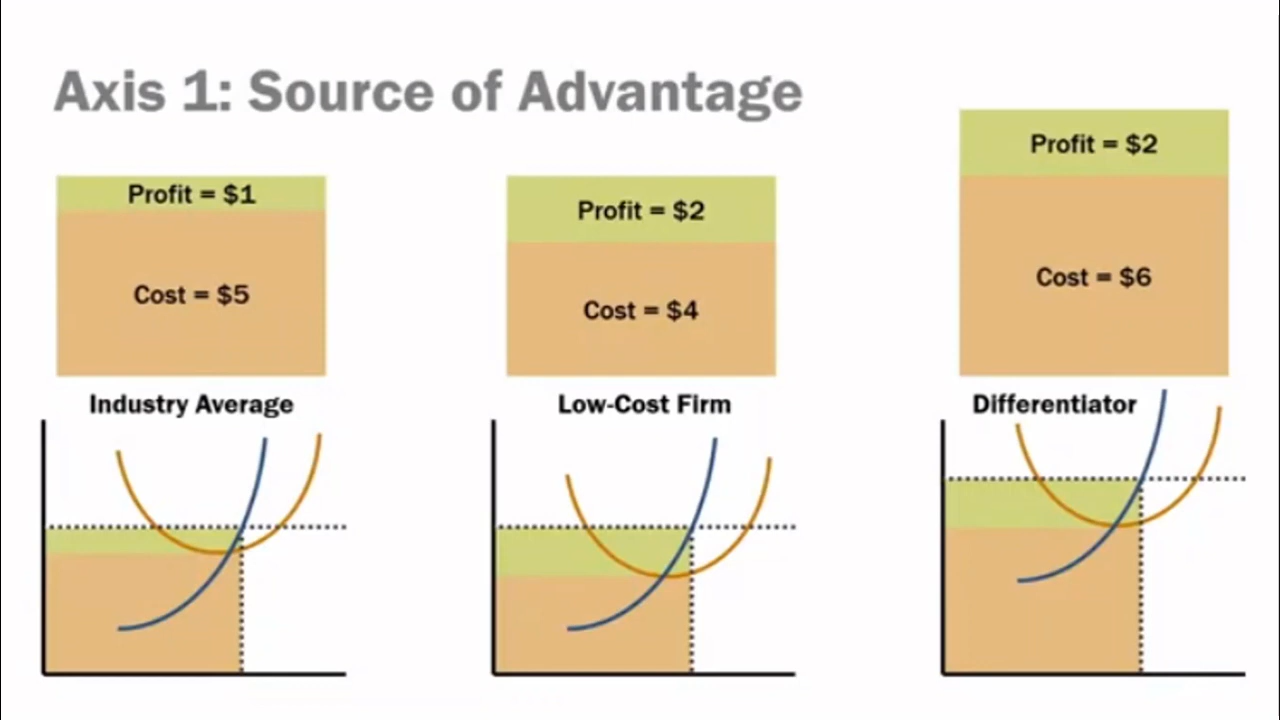 Axis 1: Source of Advantage
Profit = $1
Cost = $5
Industry Average
Profit = $2
Cost = $4
Low-Cost Firm
Profit = $2
Cost = $6
Differentiator